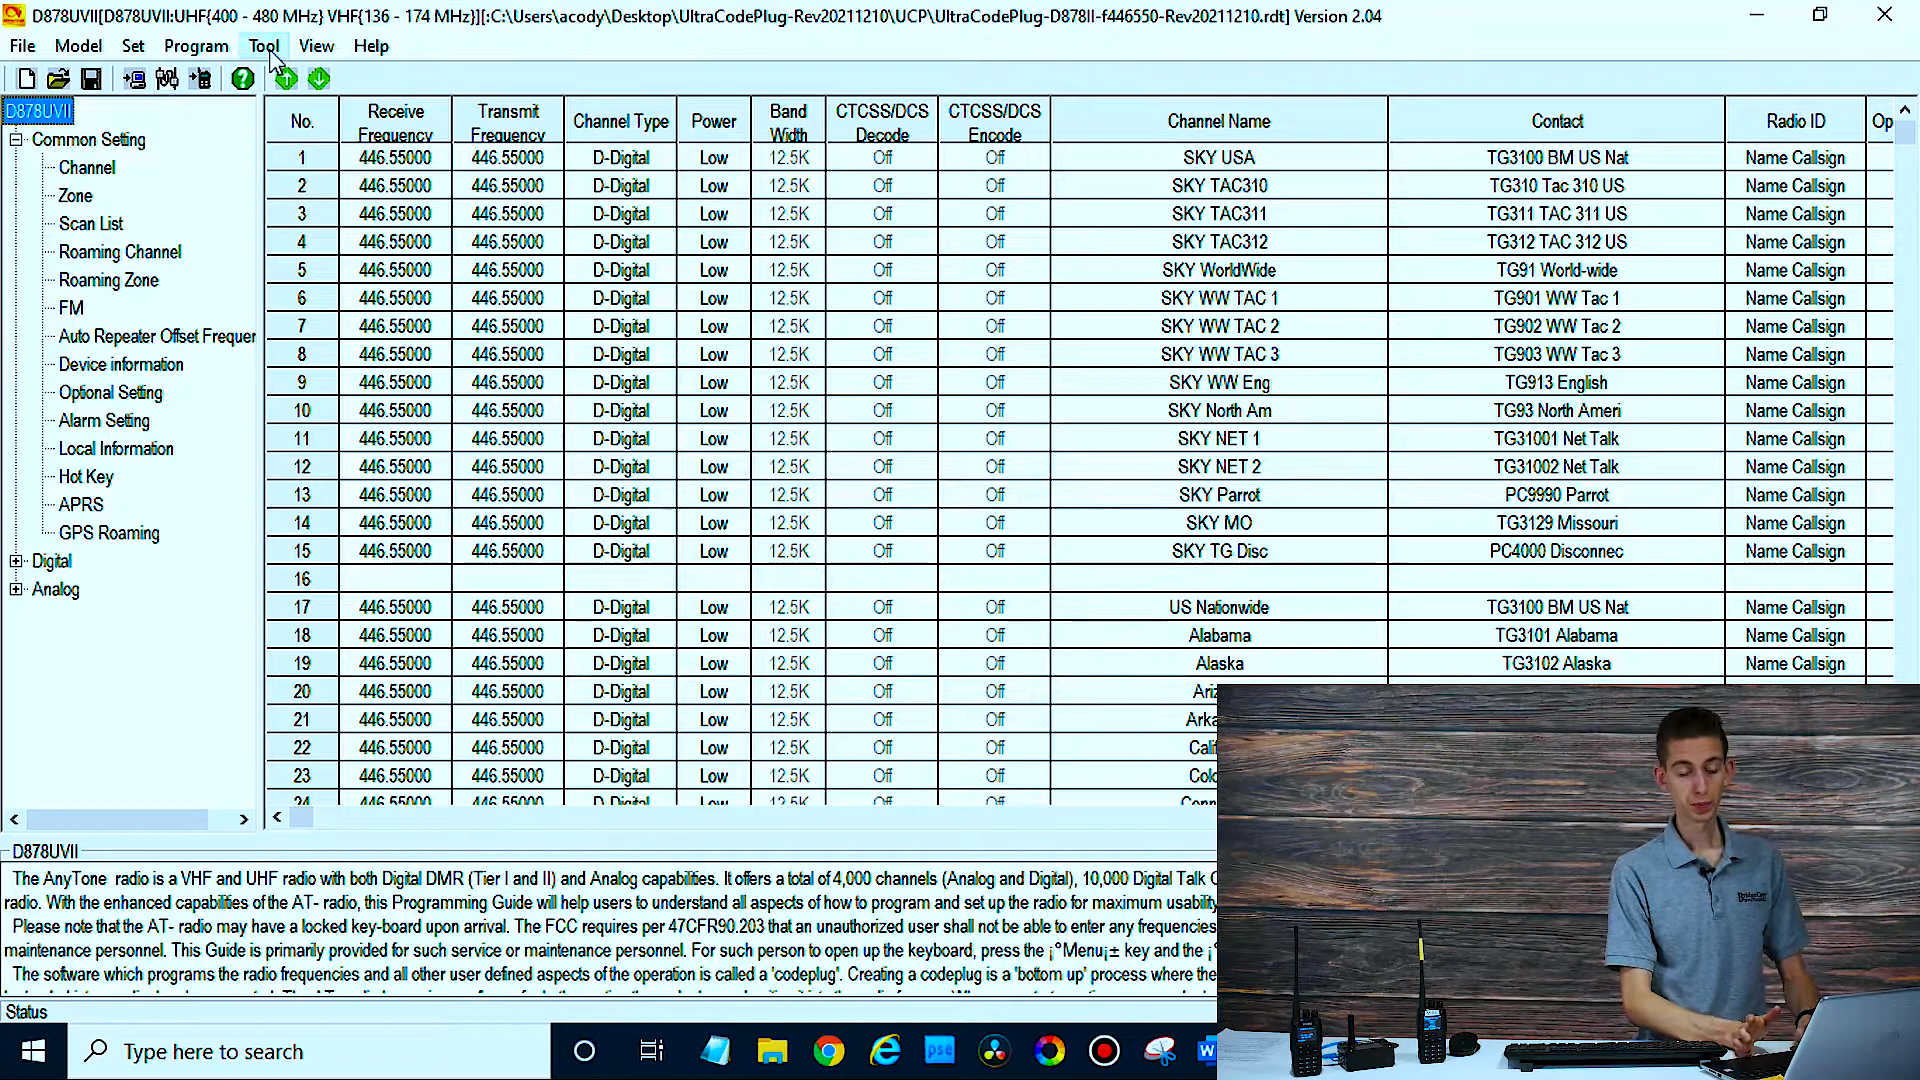 D878UVII[D878UVII:UHF{400 - 480 MHz} VHF{136 - 174 MHz}][:C:\Users\acody\Desktop\UltraCodePlug-Rev20211210\UCP\UltraCodePlug-D878II-f446550-Rev20211210.rdt] Version 2.04
File Model Set Program Tool View Help
D878UVII
Common Setting
Channel
Zone
Scan List
Roaming Channel
Roaming Zone
FM
Auto Repeater Offset Frequer
Device information
Optional Setting
Alarm Setting
Local Information
Hot Key
APRS
GPS Roaming
Digital
Analog
No. Receive Frequency Transmit Frequency Channel Type Power Band Width CTCSS/DCS Decode CTCSS/DCS Encode Channel Name Contact Radio ID Op
1 446.55000 446.55000 D-Digital Low 12.5K Off Off SKY USA TG3100 BM US Nat Name Callsign
2 446.55000 446.55000 D-Digital Low 12.5K Off Off SKY TAC310 TG310 Tac 310 US Name Callsign
3 446.55000 446.55000 D-Digital Low 12.5K Off Off SKY TAC311 TG311 TAC 311 US Name Callsign
4 446.55000 446.55000 D-Digital Low 12.5K Off Off SKY TAC312 TG312 TAC 312 US Name Callsign
5 446.55000 446.55000 D-Digital Low 12.5K Off Off SKY WorldWide TG91 World-wide Name Callsign
6 446.55000 446.55000 D-Digital Low 12.5K Off Off SKY WW TAC 1 TG901 WW Tac 1 Name Callsign
7 446.55000 446.55000 D-Digital Low 12.5K Off Off SKY WW TAC 2 TG902 WW Tac 2 Name Callsign
8 446.55000 446.55000 D-Digital Low 12.5K Off Off SKY WW TAC 3 TG903 WW Tac 3 Name Callsign
9 446.55000 446.55000 D-Digital Low 12.5K Off Off SKY WW Eng TG913 English Name Callsign
10 446.55000 446.55000 D-Digital Low 12.5K Off Off SKY North Am TG93 North Ameri Name Callsign
11 446.55000 446.55000 D-Digital Low 12.5K Off Off SKY NET 1 TG31001 Net Talk Name Callsign
12 446.55000 446.55000 D-Digital Low 12.5K Off Off SKY NET 2 TG31002 Net Talk Name Callsign
13 446.55000 446.55000 D-Digital Low 12.5K Off Off SKY Parrot PC9990 Parrot Name Callsign
14 446.55000 446.55000 D-Digital Low 12.5K Off Off SKY MO TG3129 Missouri Name Callsign
15 446.55000 446.55000 D-Digital Low 12.5K Off Off SKY TG Disc PC4000 Disconnec Name Callsign
16
17 446.55000 446.55000 D-Digital Low 12.5K Off Off US Nationwide TG3100 BM US Nat Name Callsign
18 446.55000 446.55000 D-Digital Low 12.5K Off Off Alabama TG3101 Alabama Name Callsign
19 446.55000 446.55000 D-Digital Low 12.5K Off Off Alaska TG3102 Alaska Name Callsign
20 446.55000 446.55000 D-Digital Low 12.5K Off Off Ariz
21 446.55000 446.55000 D-Digital Low 12.5K Off Off Arka
22 446.55000 446.55000 D-Digital Low 12.5K Off Off Calif
23 446.55000 446.55000 D-Digital Low 12.5K Off Off Colo
24 446.55000 446.55000 D-Digital Low 12.5K Off Off Conn
D878UVII
The AnyTone radio is a VHF and UHF radio with both Digital DMR (Tier I and II) and Analog capabilities. It offers a total of 4,000 channels (Analog and Digital), 10,000 Digital Talk G
radio. With the enhanced capabilities of the AT- radio, this Programming Guide will help users to understand all aspects of how to program and set up the radio for maximum usability
Please note that the AT- radio may have a locked key-board upon arrival. The FCC requires per 47CFR90.203 that an unauthorized user shall not be able to enter any frequencies
maintenance personnel. This Guide is primarily provided for such service or maintenance personnel. For such person to open up the keyboard, press the ¡°Menu¡± key and the ¡°
The software which programs the radio frequencies and all other user defined aspects of the operation is called a 'codeplug'. Creating a codeplug is a 'bottom up' process where the
Status
Type here to search
pse
W